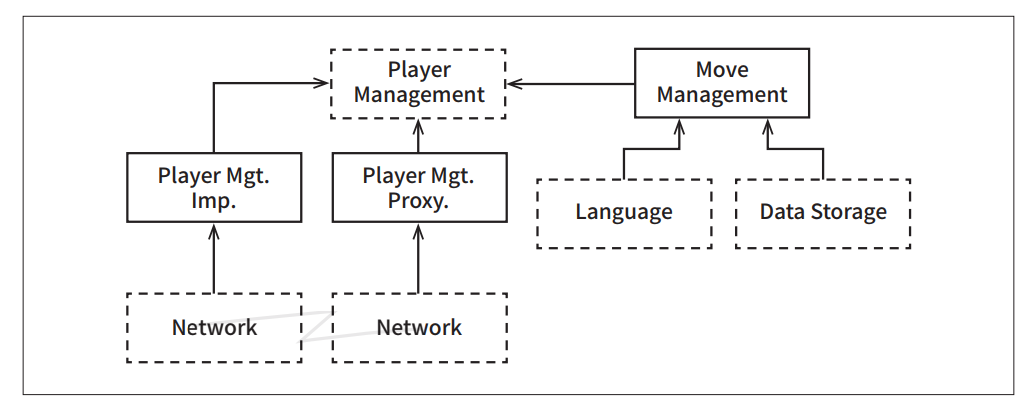 Player
Management
Move
Management
Player Mgt.
Imp.
Player Mgt.
Proxy.
Language
Data Storage
Network
Network